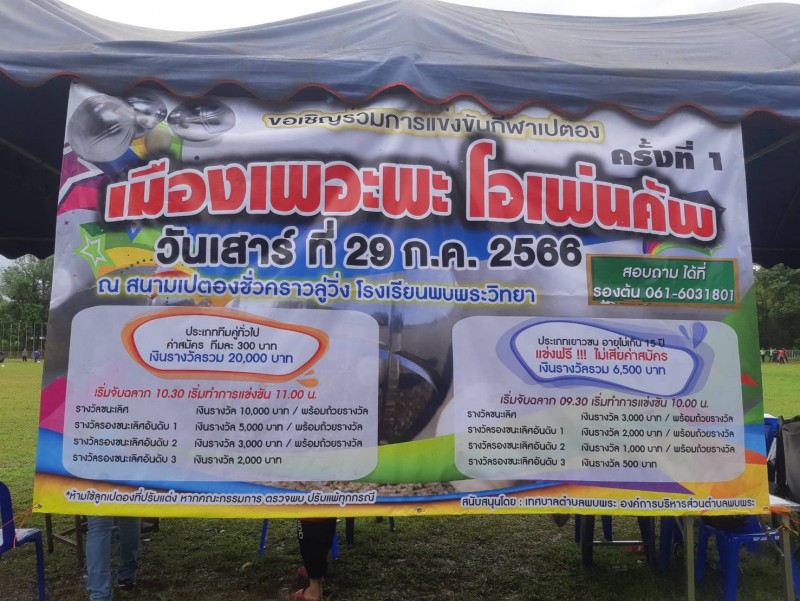 ขอเชิญร่วมการแข่งขันกีฬาเปตอง
ครั้งที่ 1
เมืองเพอะพะ โอเพ่นคัพ
วันเสาร์ ที่ 29 ก.ค. 2566
ณ สนามเปตองชั่วคราวลู่วิ่ง โรงเรียนพบพระวิทยา
สอบถาม ได้ที่
รองต้น 061-6031801
ประเภททีมคู่ทั่วไป
ค่าสมัคร ทีมละ 300 บาท
เงินรางวัลรวม 20,000 บาท
เริ่มจับฉลาก 10.30 เริ่มทำการแข่งขัน 11.00 น.
รางวัลชนะเลิศ เงินรางวัล 10,000 บาท / พร้อมถ้วยรางวัล
รางวัลรองชนะเลิศอันดับ 1 เงินรางวัล 5,000 บาท / พร้อมถ้วยรางวัล
รางวัลรองชนะเลิศอันดับ 2 เงินรางวัล 3,000 บาท / พร้อมถ้วยรางวัล
รางวัลรองชนะเลิศอันดับ 3 เงินรางวัล 2,000 บาท
ประเภทเยาวชน อายุไม่เกิน 15 ปี
แข่งฟรี !!! ไม่เสียค่าสมัคร
เงินรางวัลรวม 6,500 บาท
เริ่มจับฉลาก 09.30 เริ่มทำการแข่งขัน 10.00 น.
รางวัลชนะเลิศ เงินรางวัล 3,000 บาท / พร้อมถ้วยรางวัล
รางวัลรองชนะเลิศอันดับ 1 เงินรางวัล 2,000 บาท / พร้อมถ้วยรางวัล
รางวัลรองชนะเลิศอันดับ 2 เงินรางวัล 1,000 บาท / พร้อมถ้วยรางวัล
รางวัลรองชนะเลิศอันดับ 3 เงินรางวัล 500 บาท
*ห้ามใช้ลูกเปตองที่ปรับแต่ง หากคณะกรรมการ ตรวจพบ ปรับแพ้ทุกกรณี
สนับสนุนโดย : เทศบาลตำบลพบพระ องค์การบริหารส่วนตำบลพบพระ